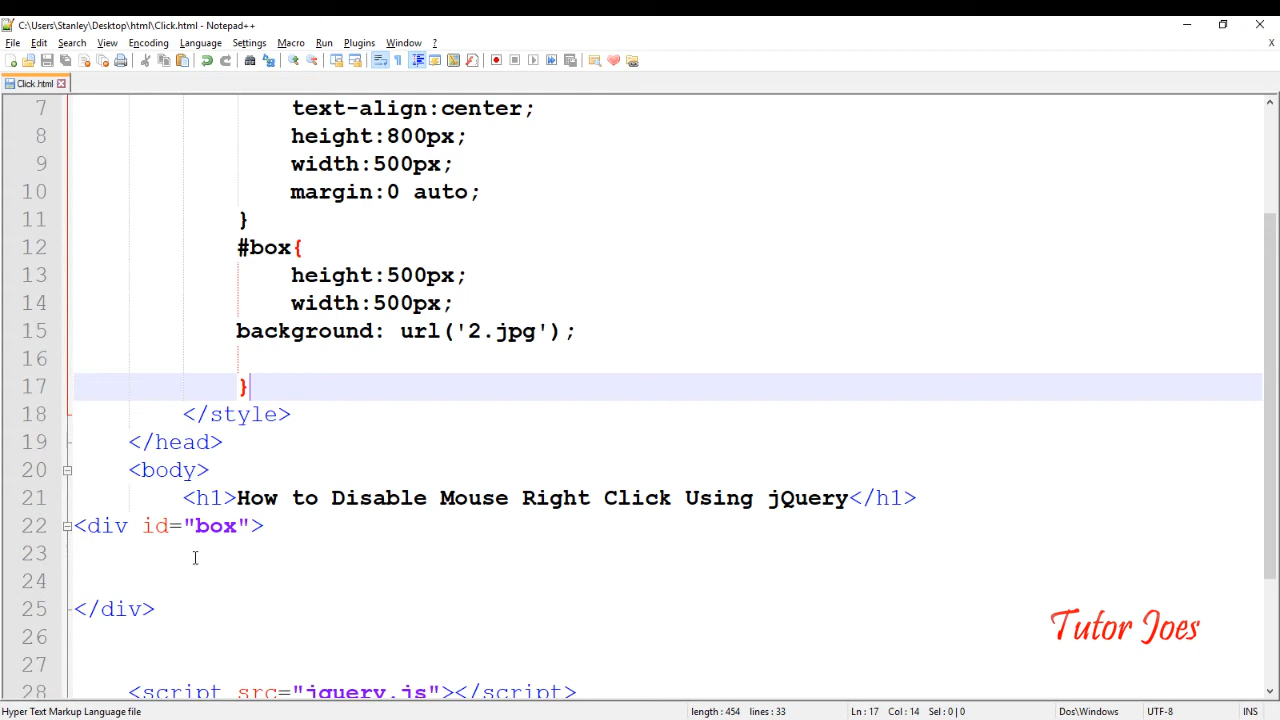 C:\Users\Stanley\Desktop\html\Click.html - Notepad++
File Edit Search View Encoding Language Settings Macro Run Plugins Window ? X
Click.html
7 text-align:center;
8 height:800px;
9 width:500px;
10 margin:0 auto;
11 }
12 #box{
13 height:500px;
14 width:500px;
15 background: url('2.jpg');
16
17 }
18 </style>
19 </head>
20 <body>
21 <h1>How to Disable Mouse Right Click Using jQuery</h1>
22 <div id="box">
23
24
25 </div>
26
27
28 <script src="jquery.js"></script>
Tutor Joes
Hyper Text Markup Language file length : 454 lines : 33 Ln : 17 Col : 14 Sel : 0 | 0 Dos\Windows UTF-8 INS